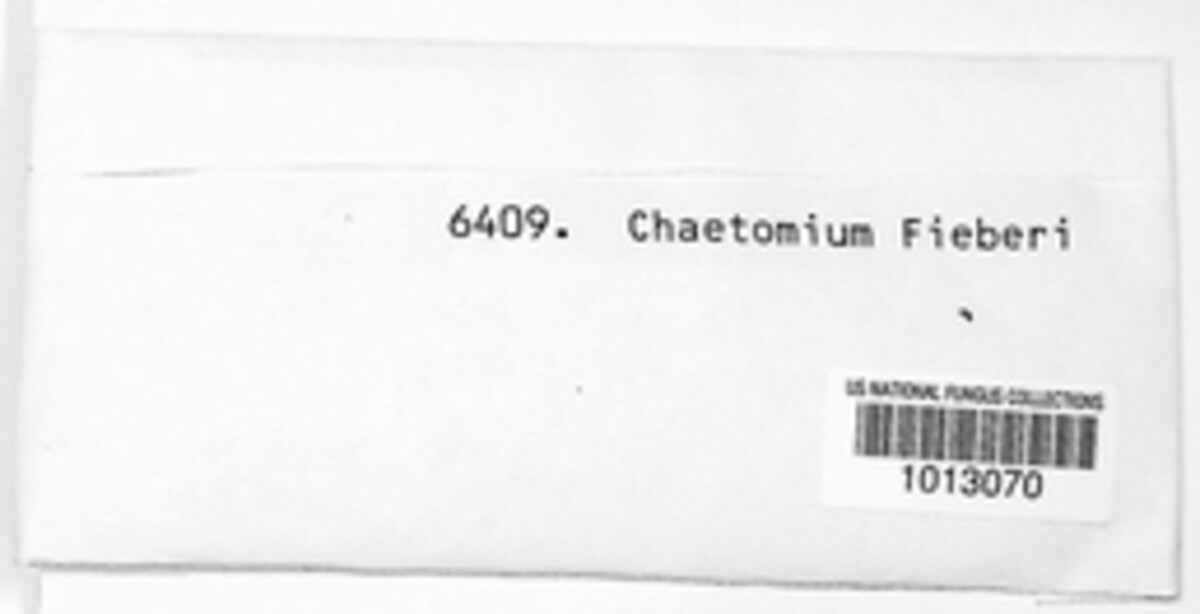 6409. Chaetomium Fieberi
US NATIONAL FUNGUS COLLECTIONS
1013070